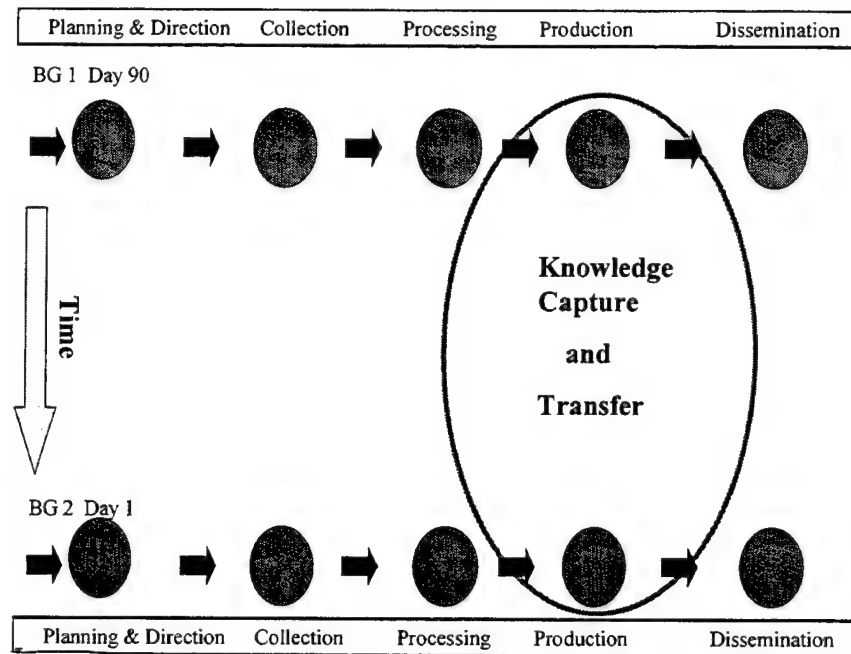 Planning & Direction Collection Processing Production Dissemination
BG 1 Day 90
Time
Knowledge
Capture
and
Transfer
BG 2 Day 1
Planning & Direction Collection Processing Production Dissemination